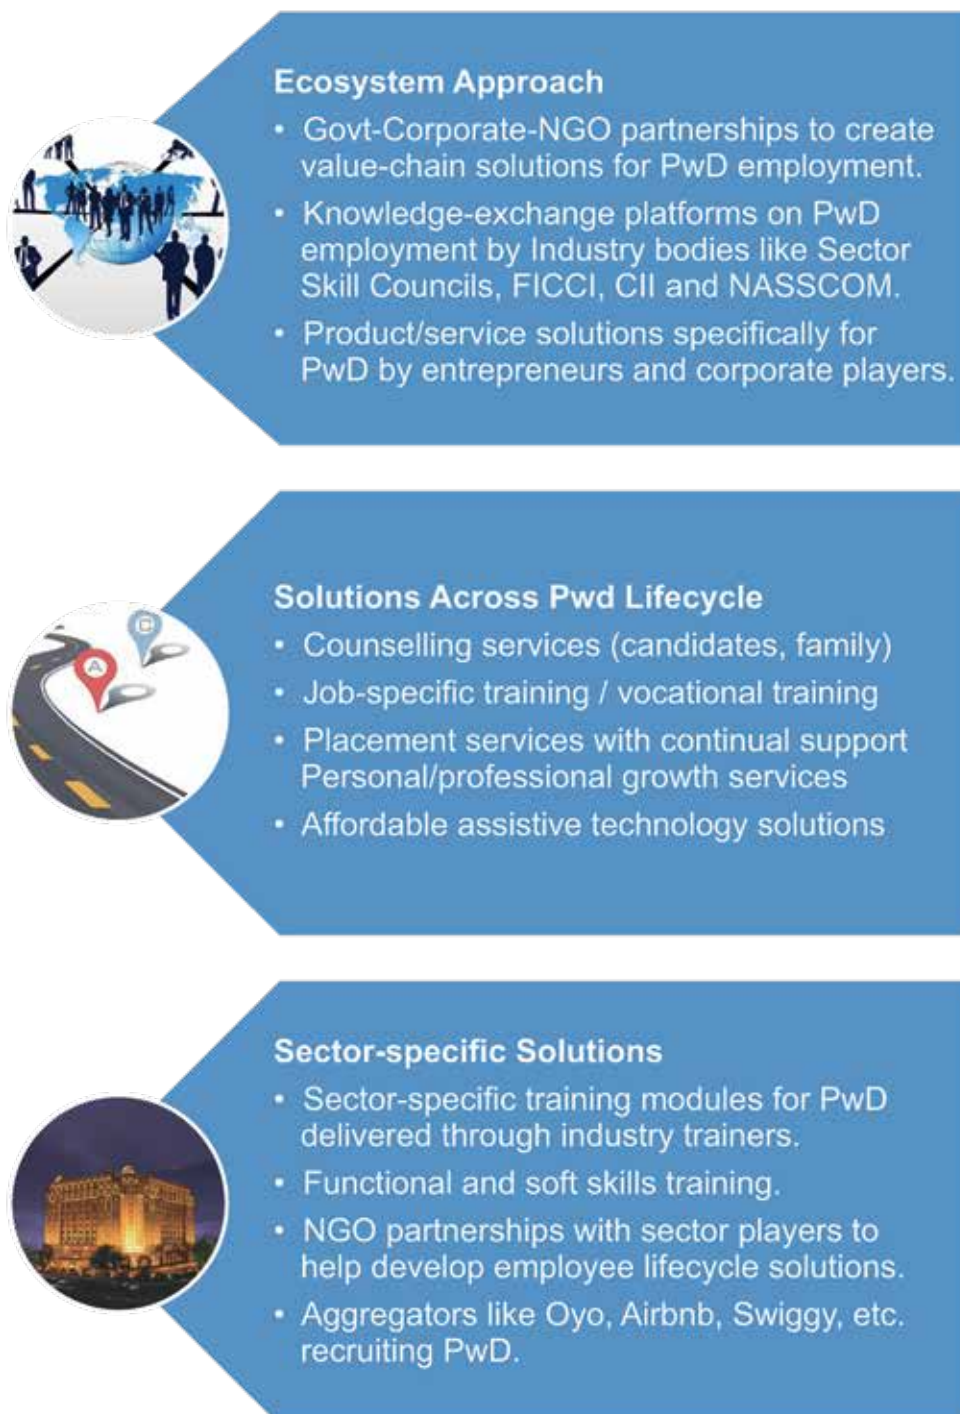 Ecosystem Approach
• Govt-Corporate-NGO partnerships to create
value-chain solutions for PwD employment.
• Knowledge-exchange platforms on PwD
employment by Industry bodies like Sector
Skill Councils, FICCI, CII and NASSCOM.
• Product/service solutions specifically for
PwD by entrepreneurs and corporate players.
C
A
Solutions Across Pwd Lifecycle
• Counselling services (candidates, family)
• Job-specific training / vocational training
• Placement services with continual support
Personal/professional growth services
• Affordable assistive technology solutions
Sector-specific Solutions
• Sector-specific training modules for PwD
delivered through industry trainers.
• Functional and soft skills training.
• NGO partnerships with sector players to
help develop employee lifecycle solutions.
• Aggregators like Oyo, Airbnb, Swiggy, etc.
recruiting PwD.